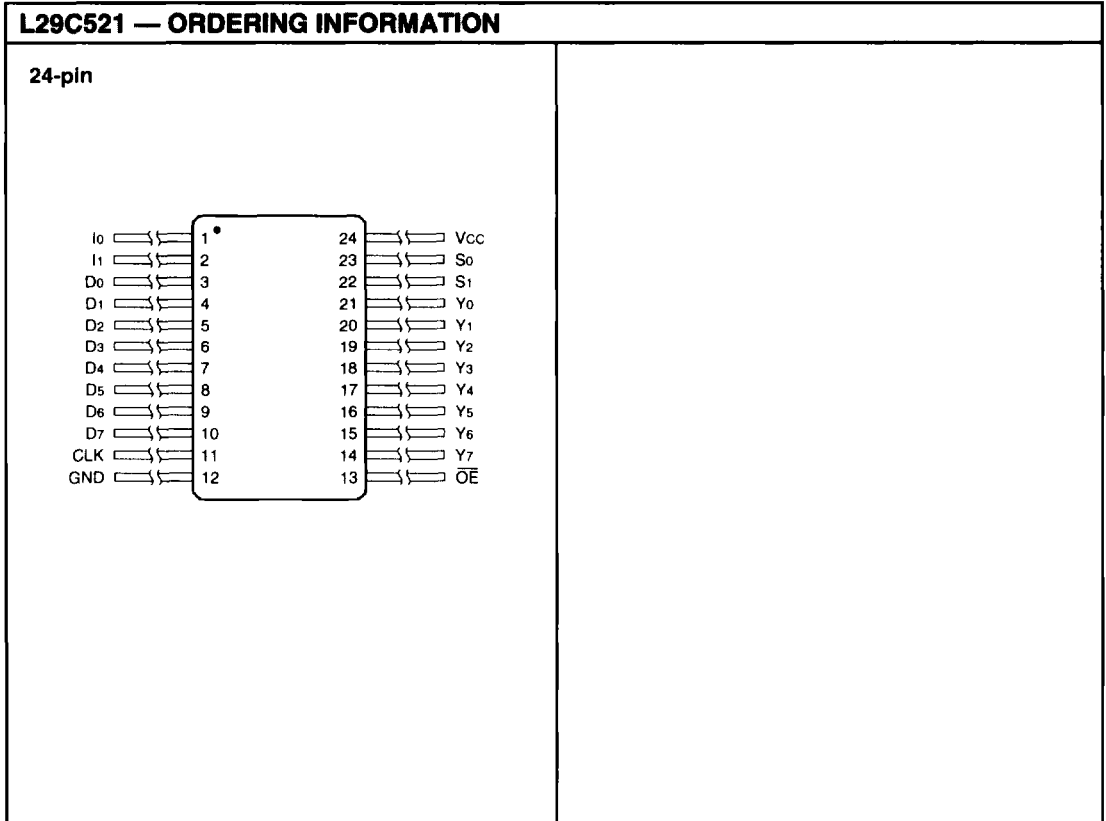 L29C521 — ORDERING INFORMATION
24-pin
I0 1 24 VCC
I1 2 23 S0
D0 3 22 S1
D1 4 21 Y0
D2 5 20 Y1
D3 6 19 Y2
D4 7 18 Y3
D5 8 17 Y4
D6 9 16 Y5
D7 10 15 Y6
CLK 11 14 Y7
GND 12 13 O̅E̅